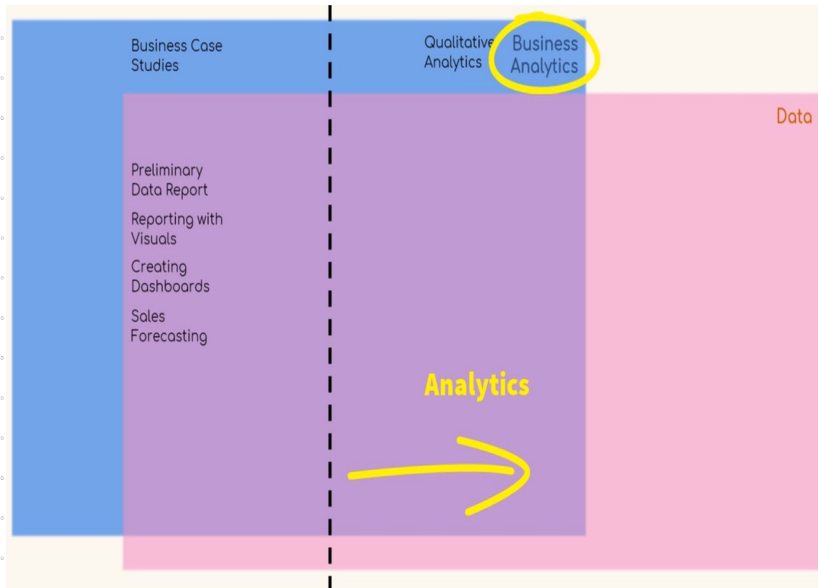 Business Case
Studies
Qualitative
Analytics
Business
Analytics
Data
Preliminary
Data Report
Reporting with
Visuals
Creating
Dashboards
Sales
Forecasting
Analytics